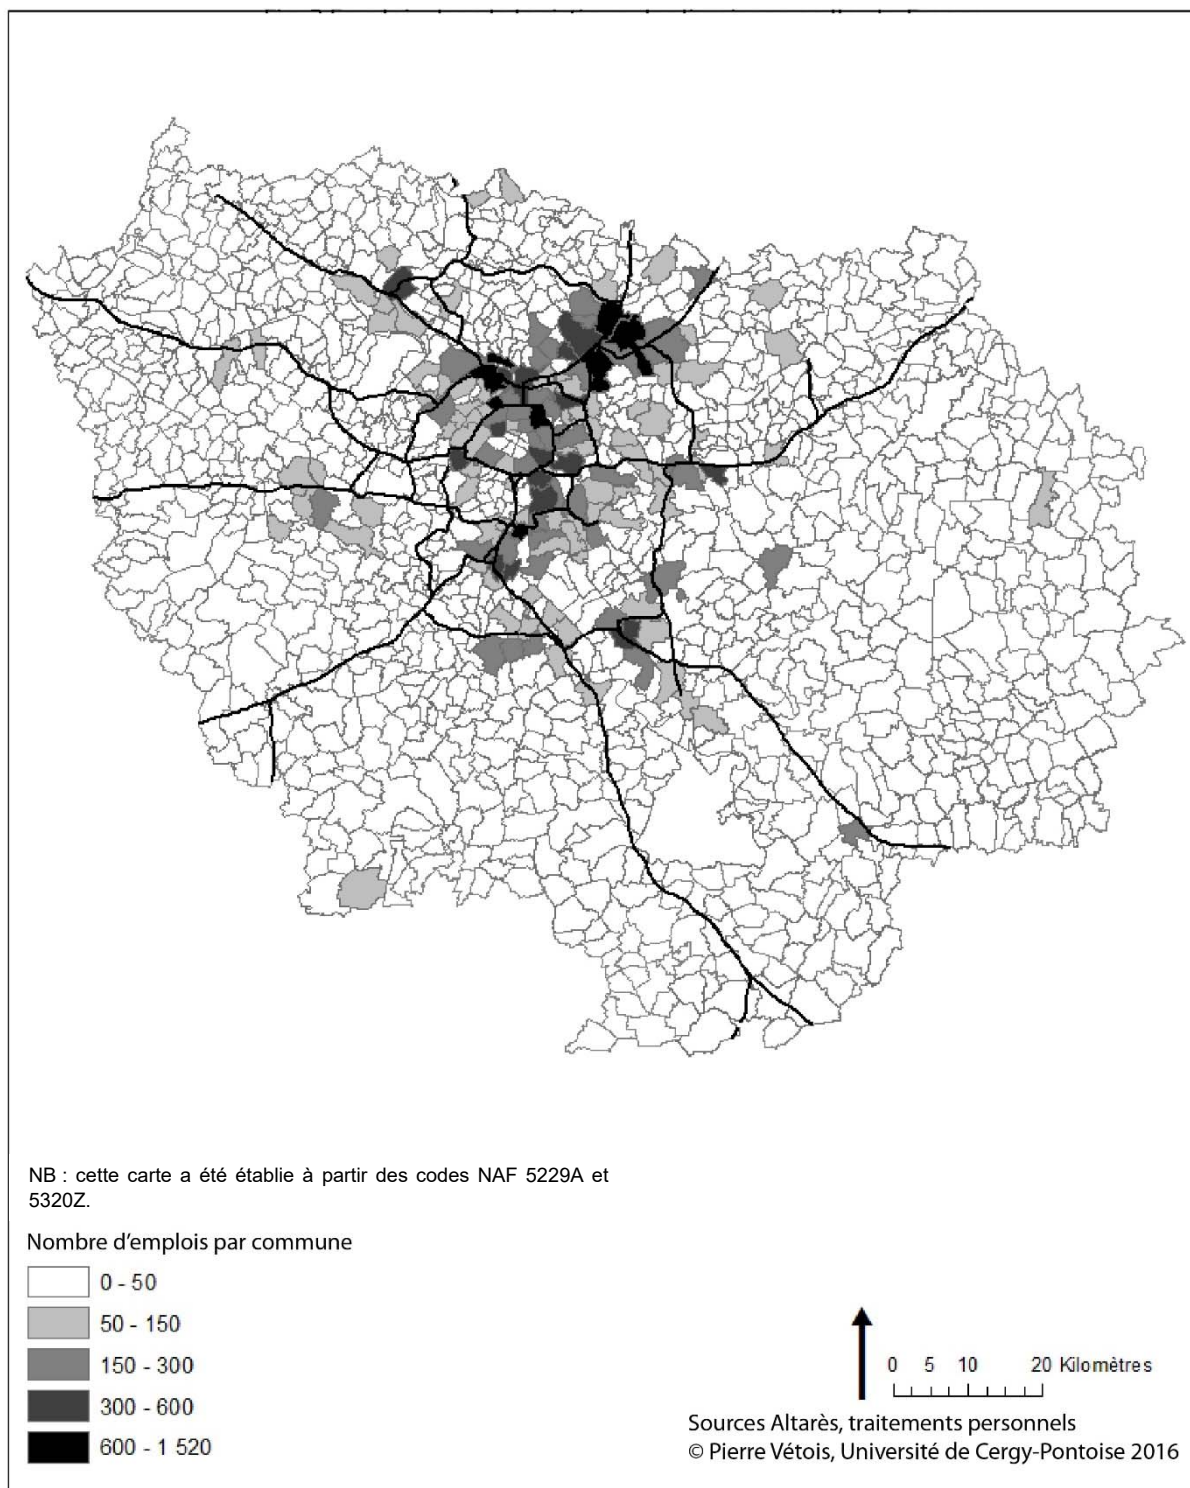 NB : cette carte a été établie à partir des codes NAF 5229A et
5320Z.
Nombre d’emplois par commune
0 - 50
50 - 150
150 - 300
300 - 600
600 - 1 520
0 5 10 20 Kilomètres
Sources Altarès, traitements personnels
© Pierre Vétois, Université de Cergy-Pontoise 2016